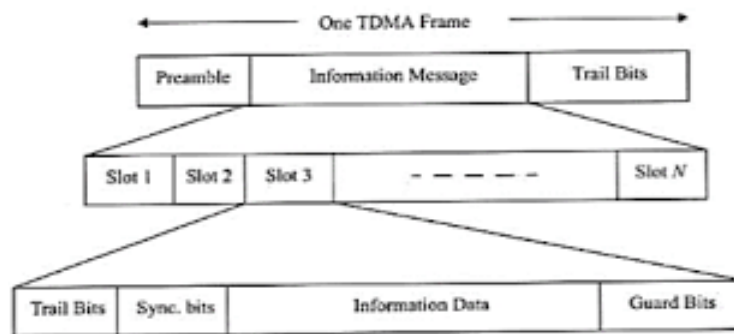 One TDMA Frame
Preamble Information Message Trail Bits
Slot 1 Slot 2 Slot 3 Slot N
Trail Bits Sync. bits Information Data Guard Bits